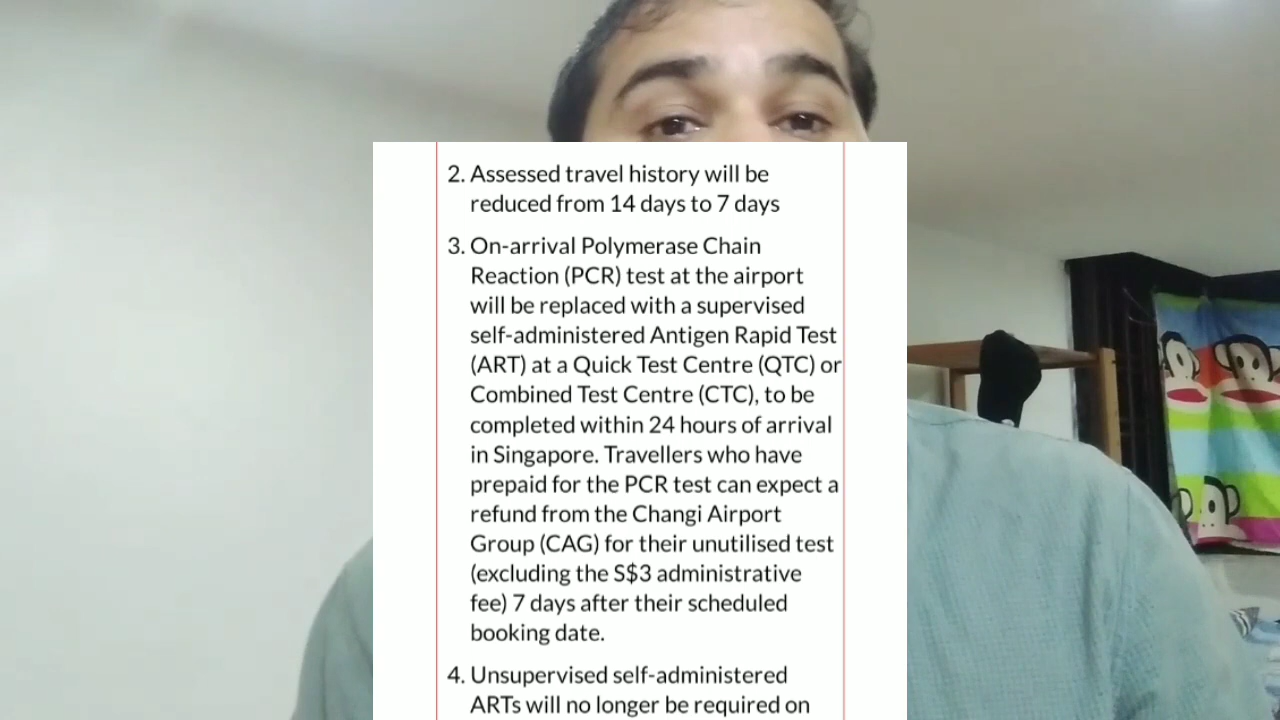 2. Assessed travel history will be
reduced from 14 days to 7 days
3. On-arrival Polymerase Chain
Reaction (PCR) test at the airport
will be replaced with a supervised
self-administered Antigen Rapid Test
(ART) at a Quick Test Centre (QTC) or
Combined Test Centre (CTC), to be
completed within 24 hours of arrival
in Singapore. Travellers who have
prepaid for the PCR test can expect a
refund from the Changi Airport
Group (CAG) for their unutilised test
(excluding the S$3 administrative
fee) 7 days after their scheduled
booking date.
4. Unsupervised self-administered
ARTs will no longer be required on